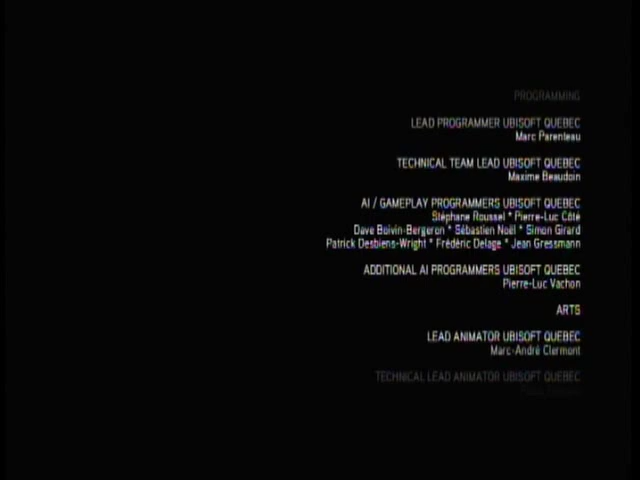 PROGRAMMING
LEAD PROGRAMMER UBISOFT QUEBEC
Marc Parenteau
TECHNICAL TEAM LEAD UBISOFT QUEBEC
Maxime Beaudoin
AI / GAMEPLAY PROGRAMMERS UBISOFT QUEBEC
Stéphane Roussel * Pierre-Luc Côté
Dave Boivin-Bergeron * Sébastien Noël * Simon Girard
Patrick Desbiens-Wright * Frédéric Delage * Jean Gressmann
ADDITIONAL AI PROGRAMMERS UBISOFT QUEBEC
Pierre-Luc Vachon
ARTS
LEAD ANIMATOR UBISOFT QUEBEC
Marc-André Clermont
TECHNICAL LEAD ANIMATOR UBISOFT QUEBEC